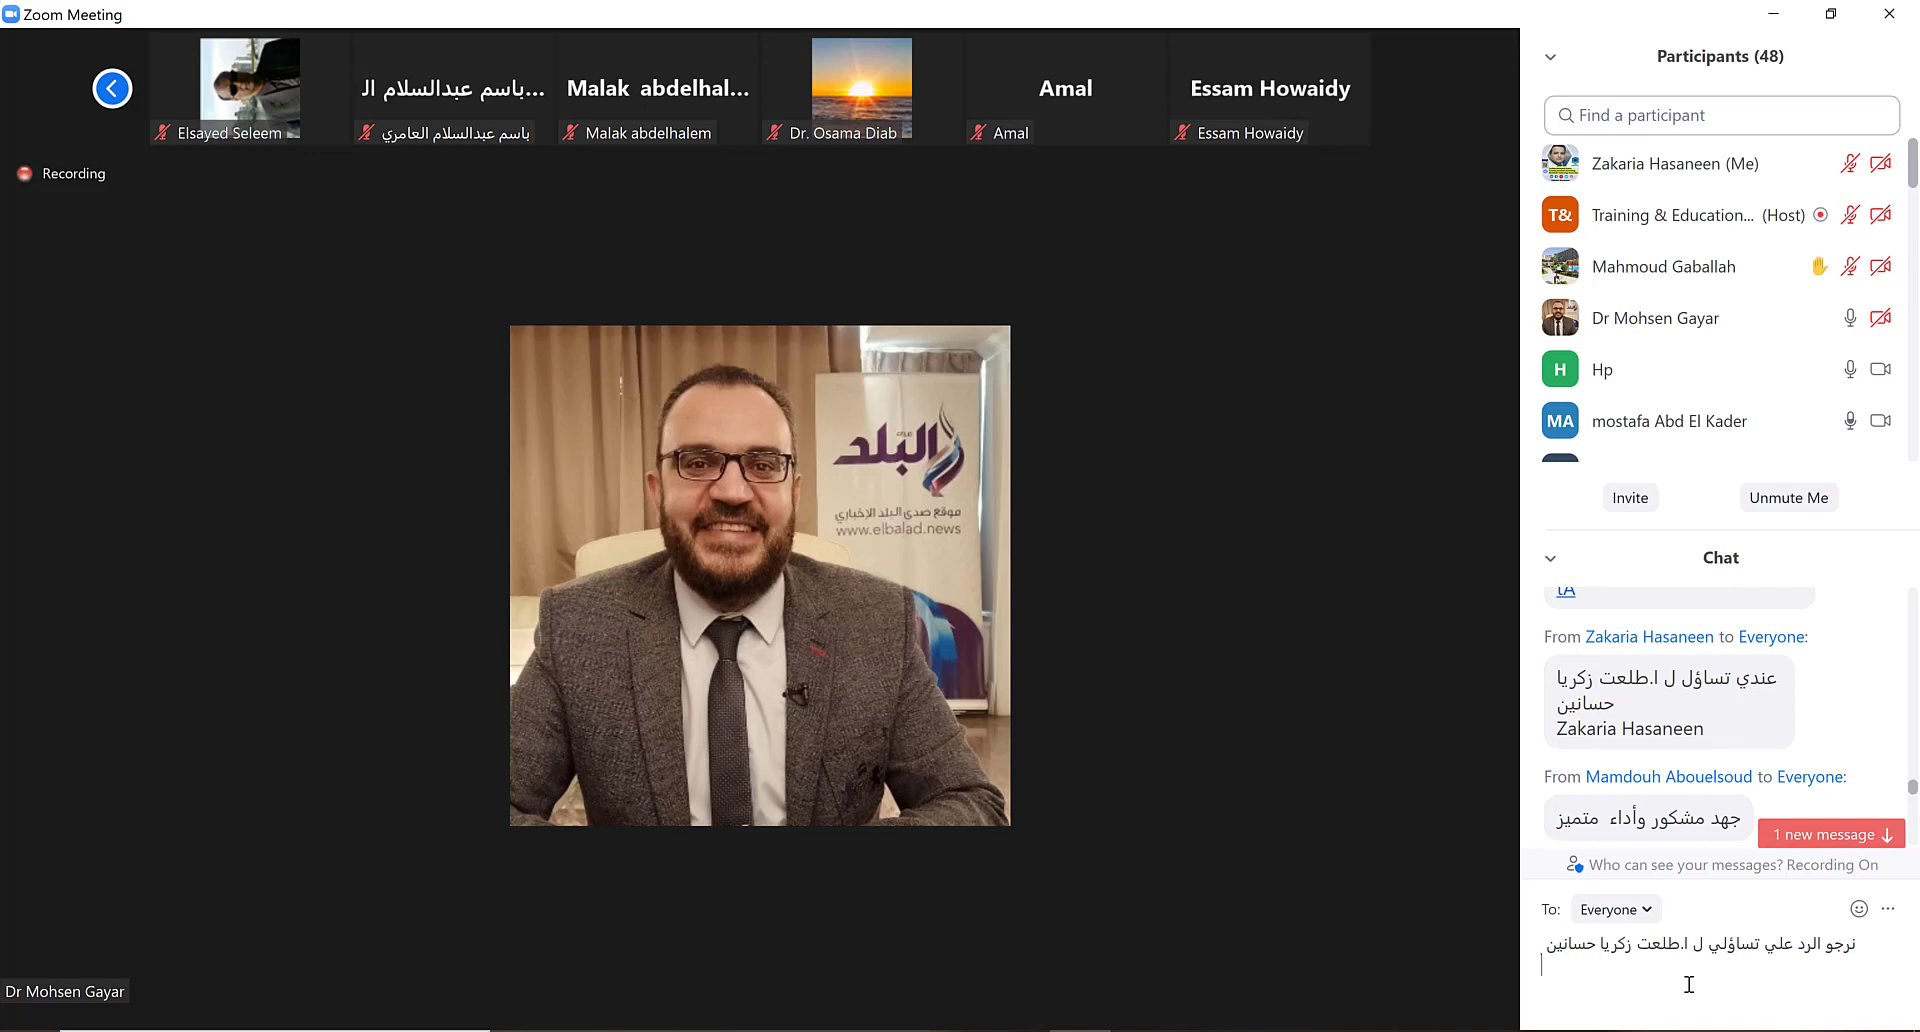 Zoom Meeting
باسم عبدالسلام ال...
Malak abdelhal...
Amal
Essam Howaidy
Elsayed Seleem
باسم عبدالسلام العامري
Malak abdelhalem
Dr. Osama Diab
Amal
Essam Howaidy
Recording
صدى
البلد
موقع صدى البلد الاخباري
www.elbalad.news
Dr Mohsen Gayar
Participants (48)
Find a participant
Zakaria Hasaneen (Me)
T& Training & Education... (Host)
Mahmoud Gaballah
Dr Mohsen Gayar
H Hp
MA mostafa Abd El Kader
Invite Unmute Me
Chat
tA
From Zakaria Hasaneen to Everyone:
عندي تساؤل ل ا.طلعت زكريا
حسانين
Zakaria Hasaneen
From Mamdouh Abouelsoud to Everyone:
جهد مشكور وأداء متميز
1 new message
Who can see your messages? Recording On
To: Everyone
نرجو الرد علي تساؤلي ل ا.طلعت زكريا حسانين